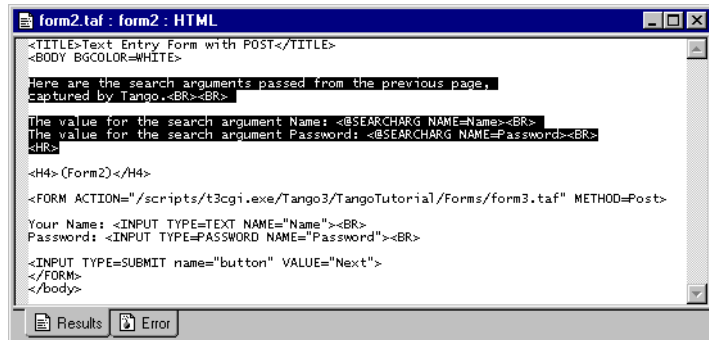 form2.taf : form2 : HTML
<TITLE>Text Entry Form with POST</TITLE>
<BODY BGCOLOR=WHITE>
Here are the search arguments passed from the previous page,
captured by Tango.<BR><BR>
The value for the search argument Name: <@SEARCHARG NAME=Name><BR>
The value for the search argument Password: <@SEARCHARG NAME=Password><BR>
<HR>
<H4>(Form2)</H4>
<FORM ACTION="/scripts/t3cgi.exe/Tango3/TangoTutorial/Forms/form3.taf" METHOD=Post>
Your Name: <INPUT TYPE=TEXT NAME="Name"><BR>
Password: <INPUT TYPE=PASSWORD NAME="Password"><BR>
<INPUT TYPE=SUBMIT name="button" VALUE="Next">
</FORM>
</body>
Results Error